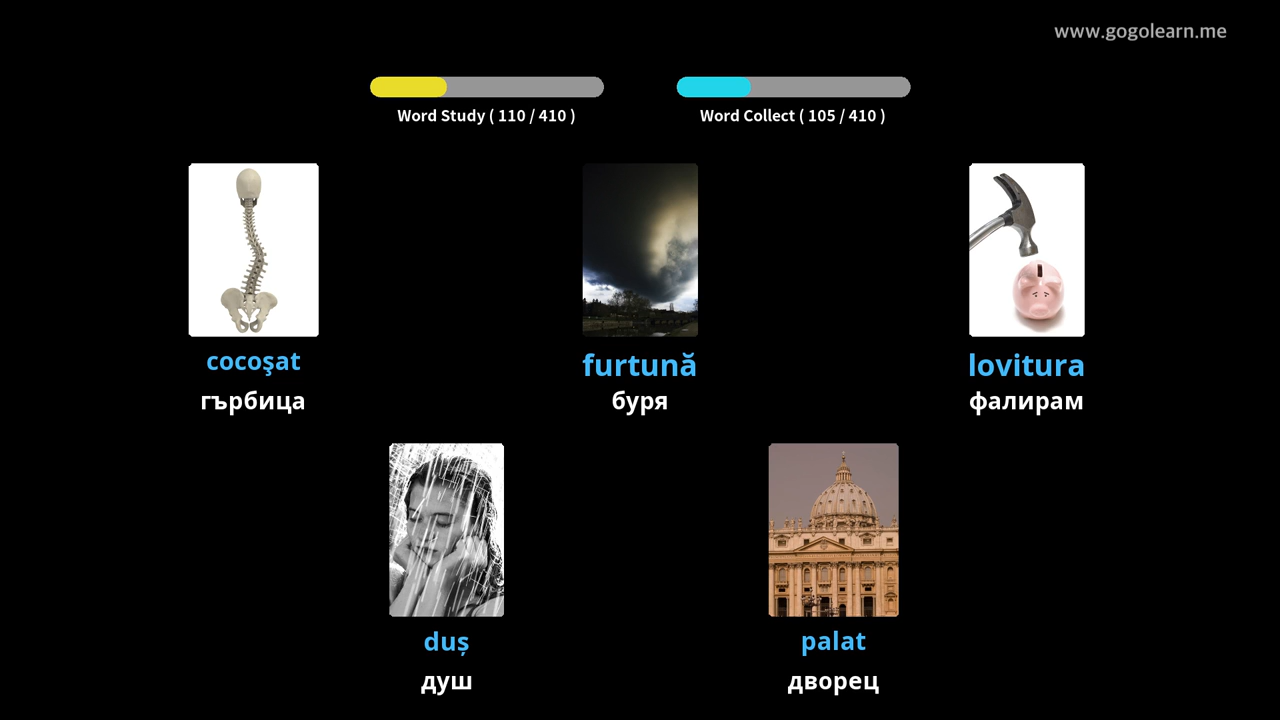 www.gogolearn.me
Word Study ( 110 / 410 )
Word Collect ( 105 / 410 )
cocoşat
гърбица
furtună
буря
lovitura
фалирам
duș
душ
palat
дворец